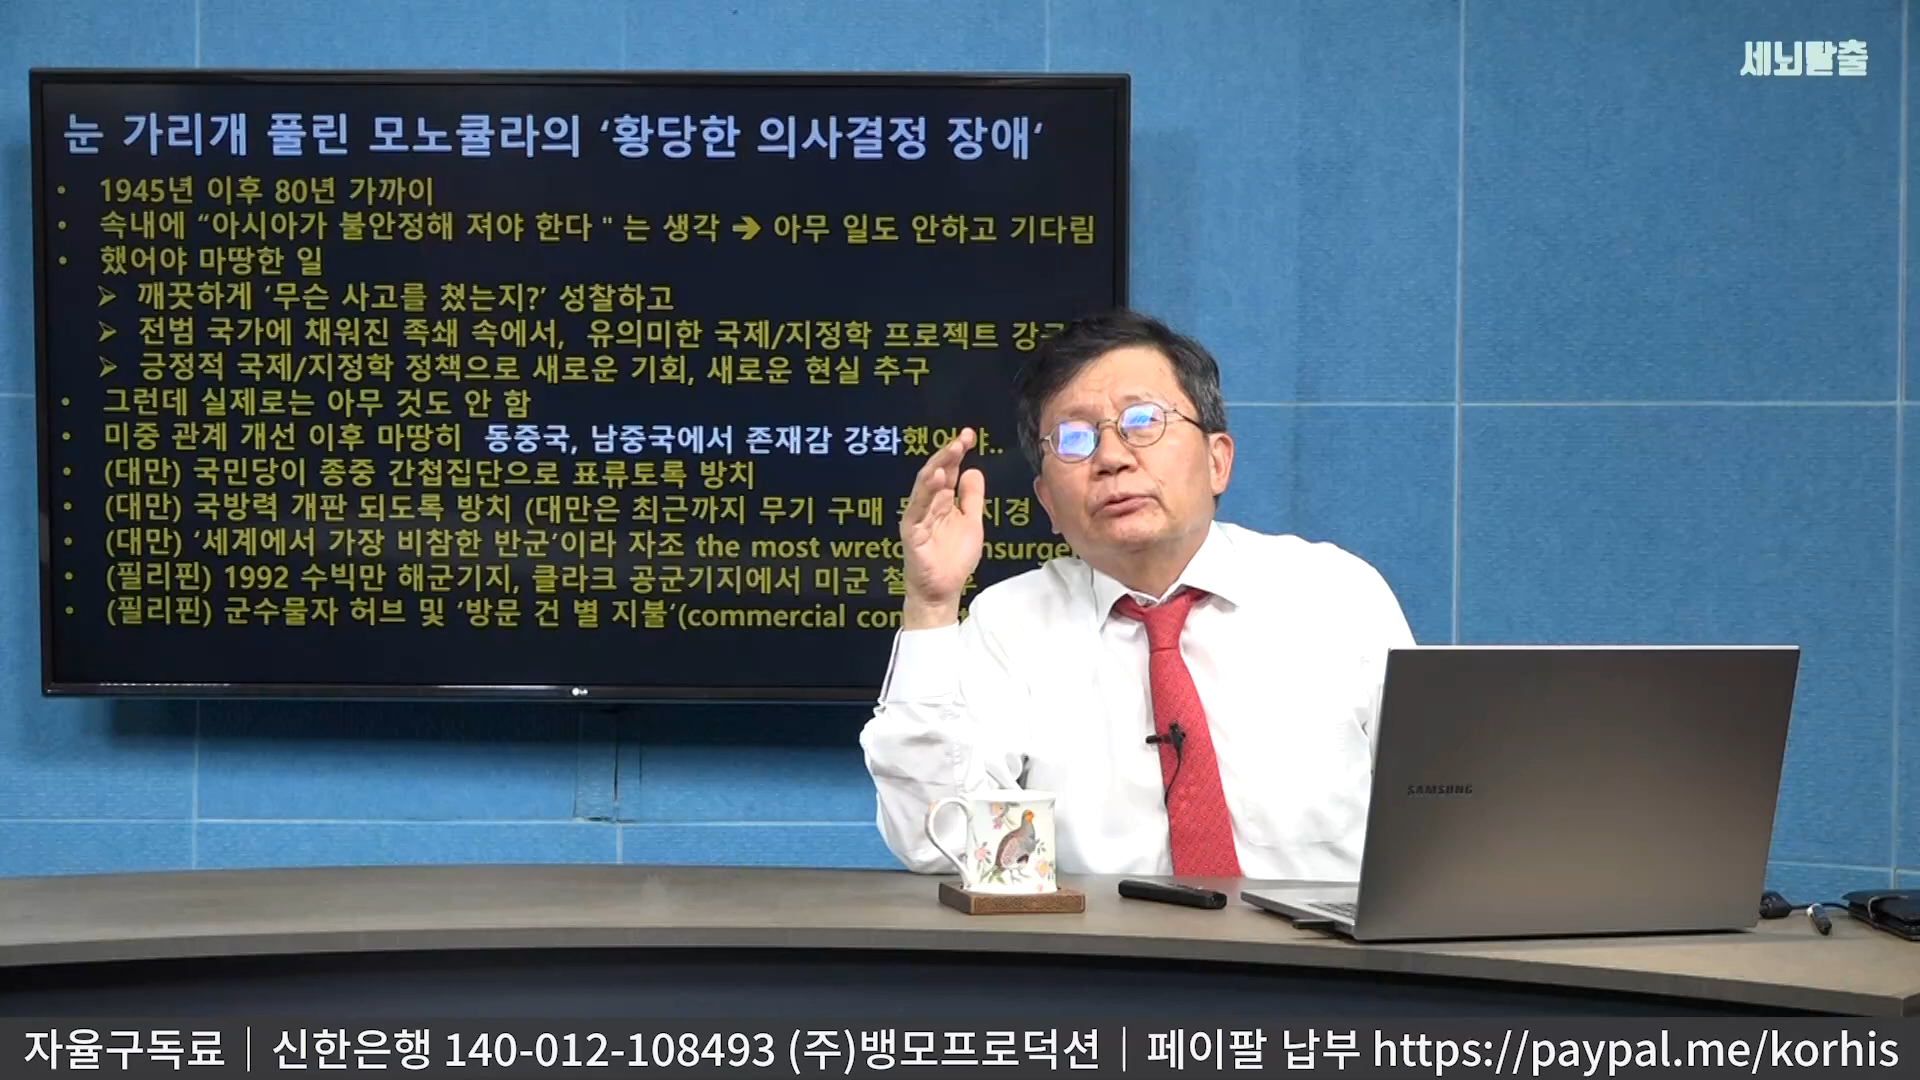 세뇌탈출
눈 가리개 풀린 모노큘라의 ‘황당한 의사결정 장애‘
• 1945년 이후 80년 가까이
• 속내에 “아시아가 불안정해 져야 한다 " 는 생각 ➔ 아무 일도 안하고 기다림
• 했어야 마땅한 일
➢ 깨끗하게 ‘무슨 사고를 쳤는지?’ 성찰하고
➢ 전범 국가에 채워진 족쇄 속에서, 유의미한 국제/지정학 프로젝트
➢ 긍정적 국제/지정학 정책으로 새로운 기회, 새로운 현실 추구
• 그런데 실제로는 아무 것도 안 함
• 미중 관계 개선 이후 마땅히 동중국, 남중국에서 존재감 강화했어야..
• (대만) 국민당이 종중 간첩집단으로 표류토록 방치
• (대만) 국방력 개판 되도록 방치 (대만은 최근까지 무기 구매 지경
• (대만) ‘세계에서 가장 비참한 반군’이라 자조 the most
• (필리핀) 1992 수빅만 해군기지, 클라크 공군기지에서 미군
• (필리핀) 군수물자 허브 및 ‘방문 건 별 지불‘(commercial
LG
SAMSUNG
자율구독료│신한은행 140-012-108493 (주)뱅모프로덕션│페이팔 납부 https://paypal.me/korhis